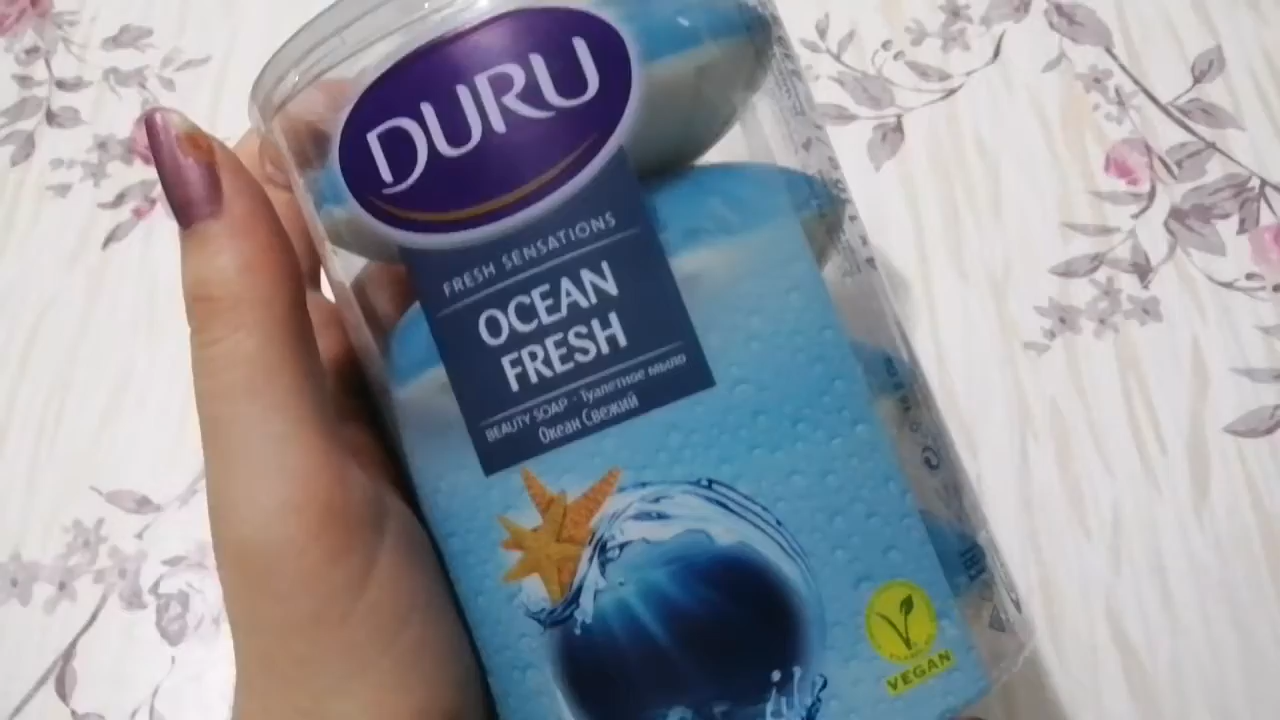 DURU
FRESH SENSATIONS
OCEAN
FRESH
BEAUTY SOAP · Туалетное мыло
Океан Свежий
VEGAN